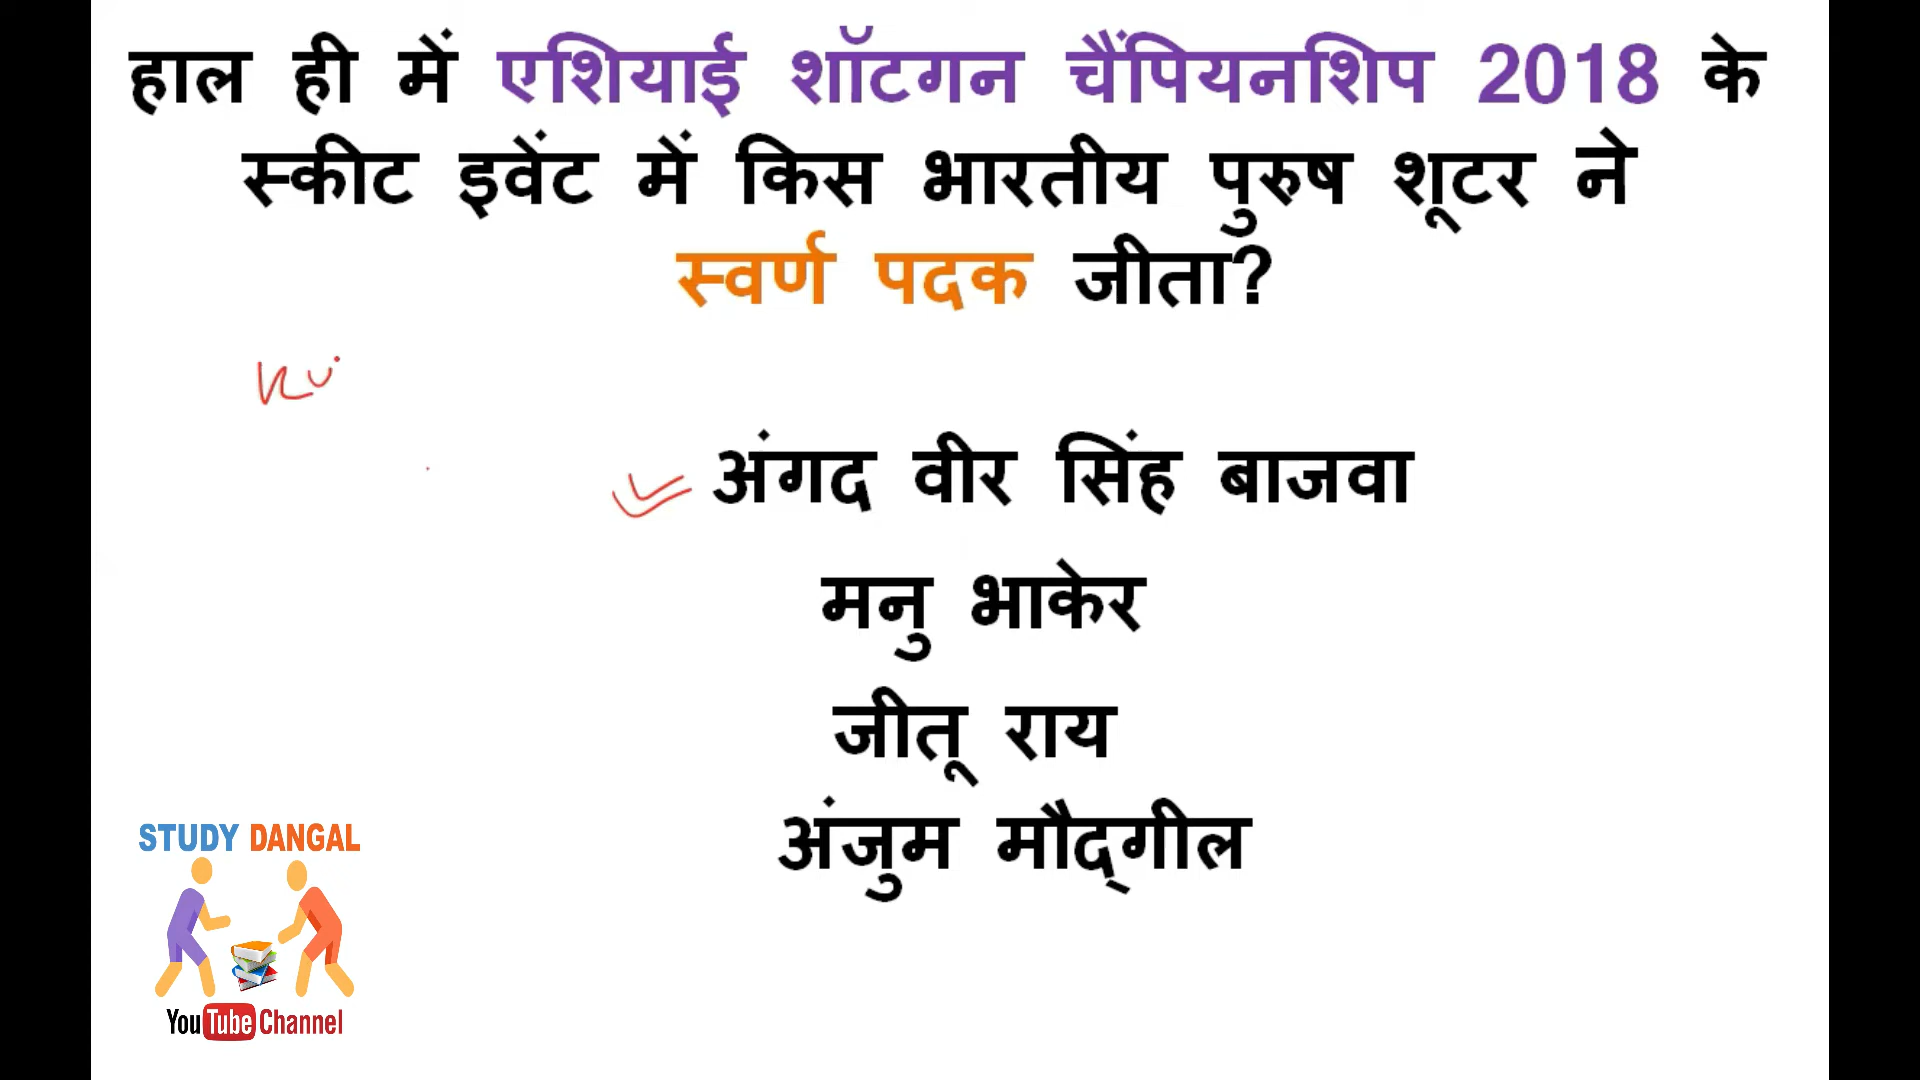 हाल ही में एशियाई शॉटगन चैंपियनशिप 2018 के
स्कीट इवेंट में किस भारतीय पुरुष शूटर ने
स्वर्ण पदक जीता?
अंगद वीर सिंह बाजवा
मनु भाकेर
जीतू राय
अंजुम मौद्‌गील
STUDY DANGAL
YouTube Channel